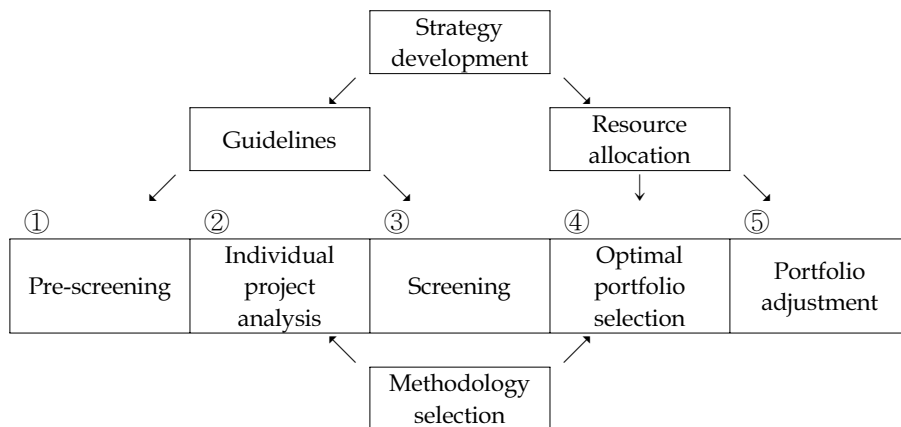 Strategy
development
Guidelines
Resource
allocation
① ② ③ ④ ⑤
Pre-screening
Individual
project
analysis
Screening
Optimal
portfolio
selection
Portfolio
adjustment
Methodology
selection